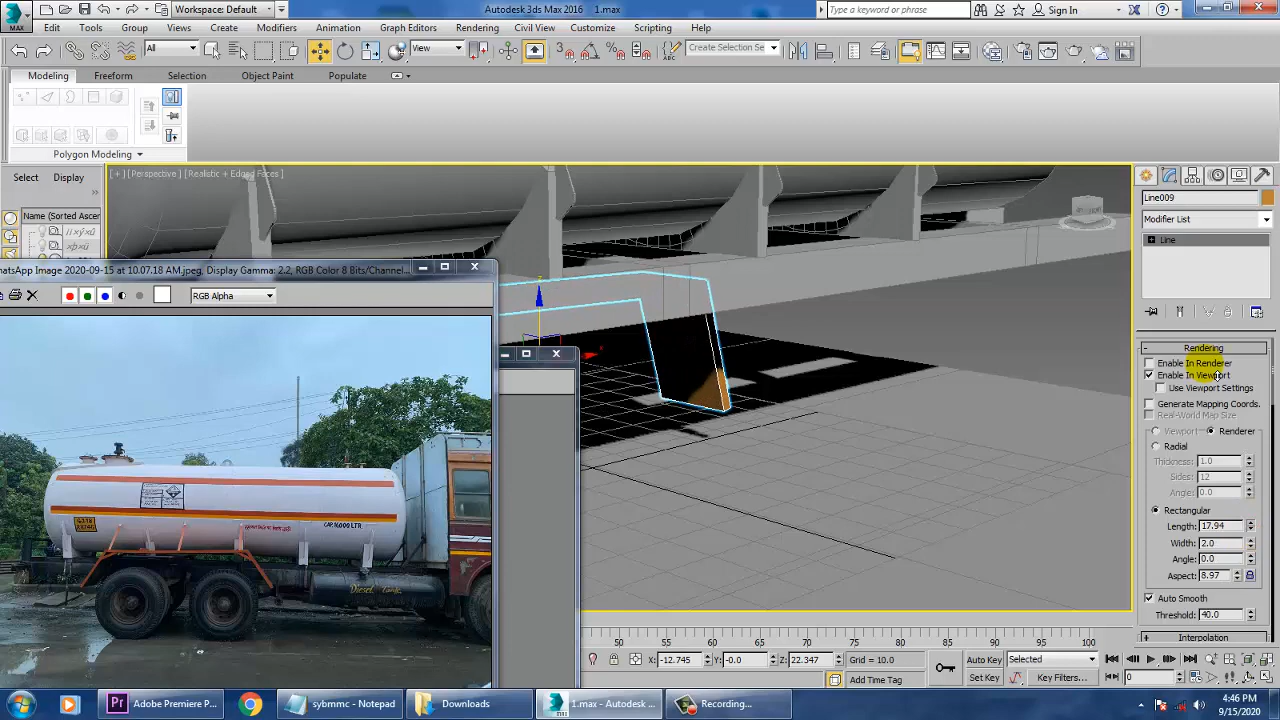 MAX
Workspace: Default
Autodesk 3ds Max 2016    1.max
Type a keyword or phrase
Sign In
Edit Tools Group Views Create Modifiers Animation Graph Editors Rendering Civil View Customize Scripting Help
All
View
Create Selection Se
Modeling Freeform Selection Object Paint Populate
Polygon Modeling
Select Display
Name (Sorted Ascen
[ + ] [Perspective ] [Realistic + Edged Faces ]
hatsApp Image 2020-09-15 at 10.07.18 AM.jpeg, Display Gamma: 2.2, RGB Color 8 Bits/Channel...
RGB Alpha
CAP.16000 LTR
Diesel Tank
Line009
Modifier List
Line
Rendering
Enable In Renderer
Enable In Viewport
Use Viewport Settings
Generate Mapping Coords.
Real-World Map Size
Viewport Renderer
Radial
Thickness: 1.0
Sides: 12
Angle: 0.0
Rectangular
Length: 17.94
Width: 2.0
Angle: 0.0
Aspect: 8.97
Auto Smooth
Threshold: 40.0
Interpolation
50 55 60 65 70 75 80 85 90 95 100
X: -12.745 Y: -0.0 Z: 22.347 Grid = 10.0
Add Time Tag
Auto Key Selected
Set Key Key Filters...
0
Adobe Premiere P...
sybmmc - Notepad
Downloads
1.max - Autodesk ...
Recording...
4:46 PM
9/15/2020